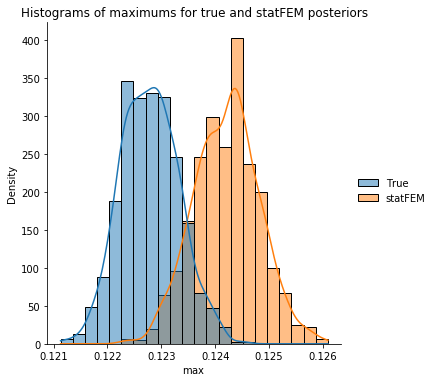 Histograms of maximums for true and statFEM posteriors
400
350
300
250
200
150
100
50
0
Density
0.121 0.122 0.123 0.124 0.125 0.126
max
True
statFEM